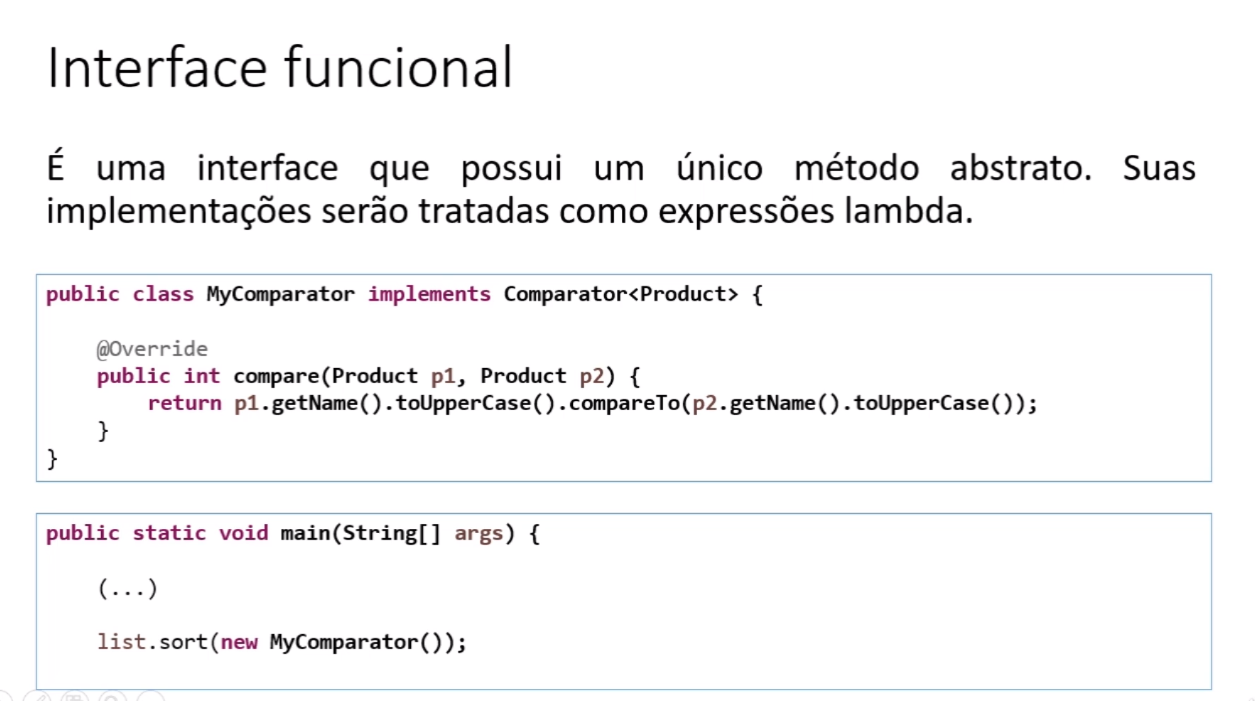 Interface funcional
É uma interface que possui um único método abstrato. Suas
implementações serão tratadas como expressões lambda.
public class MyComparator implements Comparator<Product> {
@Override
public int compare(Product p1, Product p2) {
return p1.getName().toUpperCase().compareTo(p2.getName().toUpperCase());
}
}
public static void main(String[] args) {
(...)
list.sort(new MyComparator());